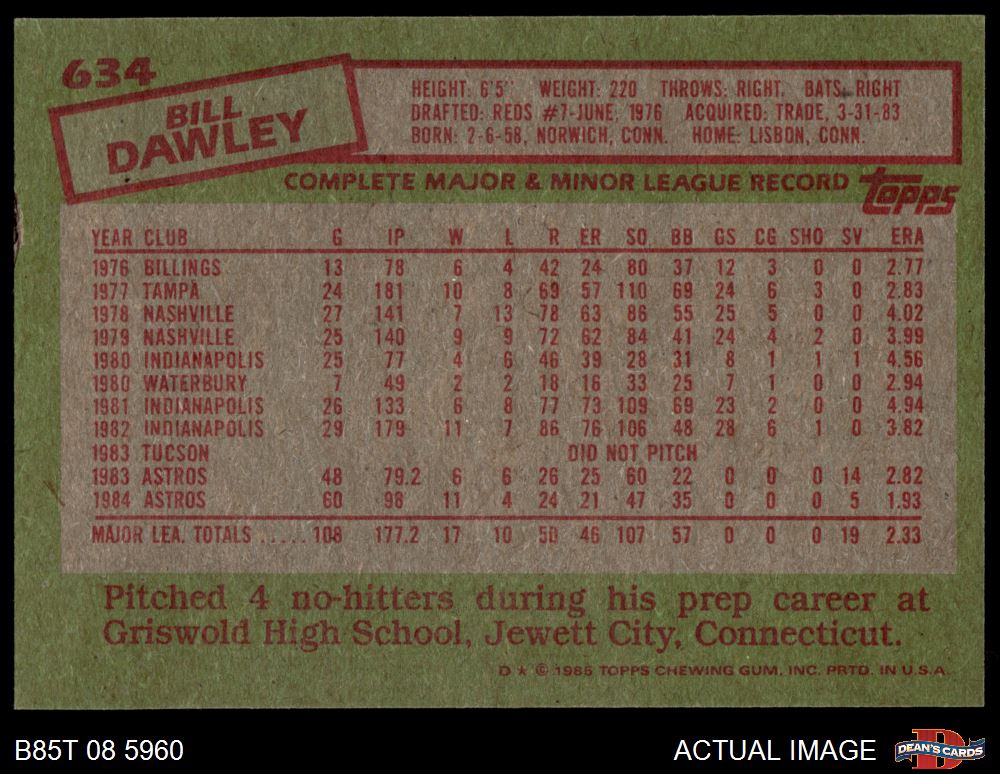 634
BILL
DAWLEY
HEIGHT: 6'5" WEIGHT: 220 THROWS: RIGHT. BATS. RIGHT
DRAFTED: REDS #7-JUNE, 1976 ACQUIRED: TRADE, 3-31-83
BORN: 2-6-58, NORWICH, CONN. HOME: LISBON, CONN.
COMPLETE MAJOR & MINOR LEAGUE RECORD
Topps
YEAR CLUB G IP W L R ER SO BB GS CG SHO SV ERA
1976 BILLINGS 13 78 6 4 42 24 80 37 12 3 0 0 2.77
1977 TAMPA 24 181 10 8 69 57 110 69 24 6 3 0 2.83
1978 NASHVILLE 27 141 7 13 78 63 86 55 25 5 0 0 4.02
1979 NASHVILLE 25 140 9 9 72 62 84 41 24 4 2 0 3.99
1980 INDIANAPOLIS 25 77 4 6 46 39 28 31 8 1 1 1 4.56
1980 WATERBURY 7 49 2 2 18 16 33 25 7 1 0 0 2.94
1981 INDIANAPOLIS 26 133 6 8 77 73 109 69 23 2 0 0 4.94
1982 INDIANAPOLIS 29 179 11 7 86 76 106 48 28 6 1 0 3.82
1983 TUCSON DID NOT PITCH
1983 ASTROS 48 79.2 6 6 26 25 60 22 0 0 0 14 2.82
1984 ASTROS 60 98 11 4 24 21 47 35 0 0 0 5 1.93
MAJOR LEA. TOTALS ..... 108 177.2 17 10 50 46 107 57 0 0 0 19 2.33
Pitched 4 no-hitters during his prep career at
Griswold High School, Jewett City, Connecticut.
D ★ © 1985 TOPPS CHEWING GUM, INC. PRTD. IN U.S.A.
B85T 08 5960
ACTUAL IMAGE
DEAN'S CARDS